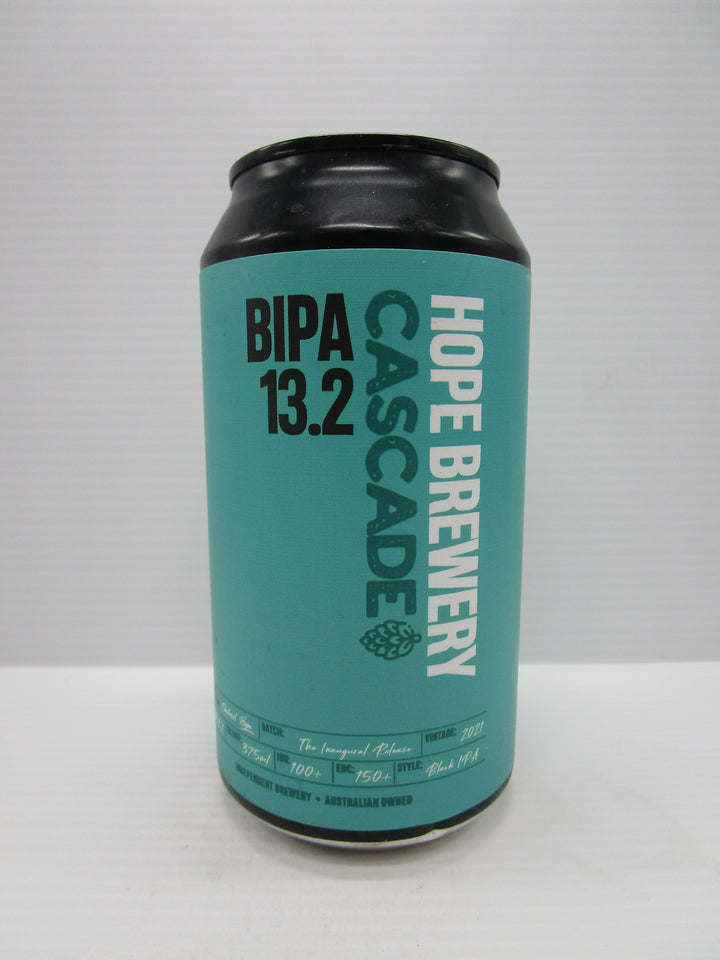 BIPA
13.2
CASCADE
HOPE BREWERY
BATCH: The Inaugural Release
VINTAGE: 2021
375ml
IBU: 100+
EBC: 150+
STYLE: Black IPA
INDEPENDENT BREWERY • AUSTRALIAN OWNED